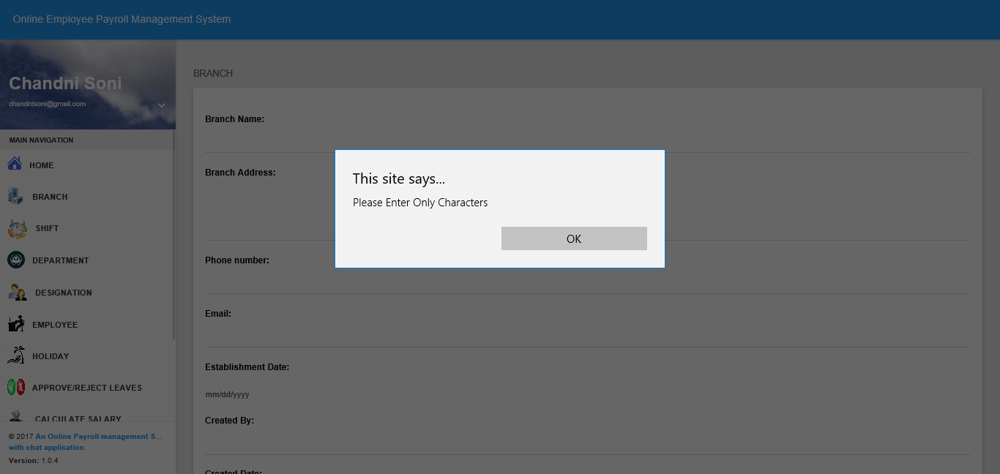 Online Employee Payroll Management System
Chandni Soni
chandnisoni@gmail.com
MAIN NAVIGATION
HOME
BRANCH
SHIFT
DEPARTMENT
DESIGNATION
EMPLOYEE
HOLIDAY
APPROVE/REJECT LEAVES
CALCULATE SALARY
© 2017 An Online Payroll management S...
with chat application.
Version: 1.0.4
BRANCH
Branch Name:
Branch Address:
Phone number:
Email:
Establishment Date:
mm/dd/yyyy
Created By:
Created Date:
This site says...
Please Enter Only Characters
OK